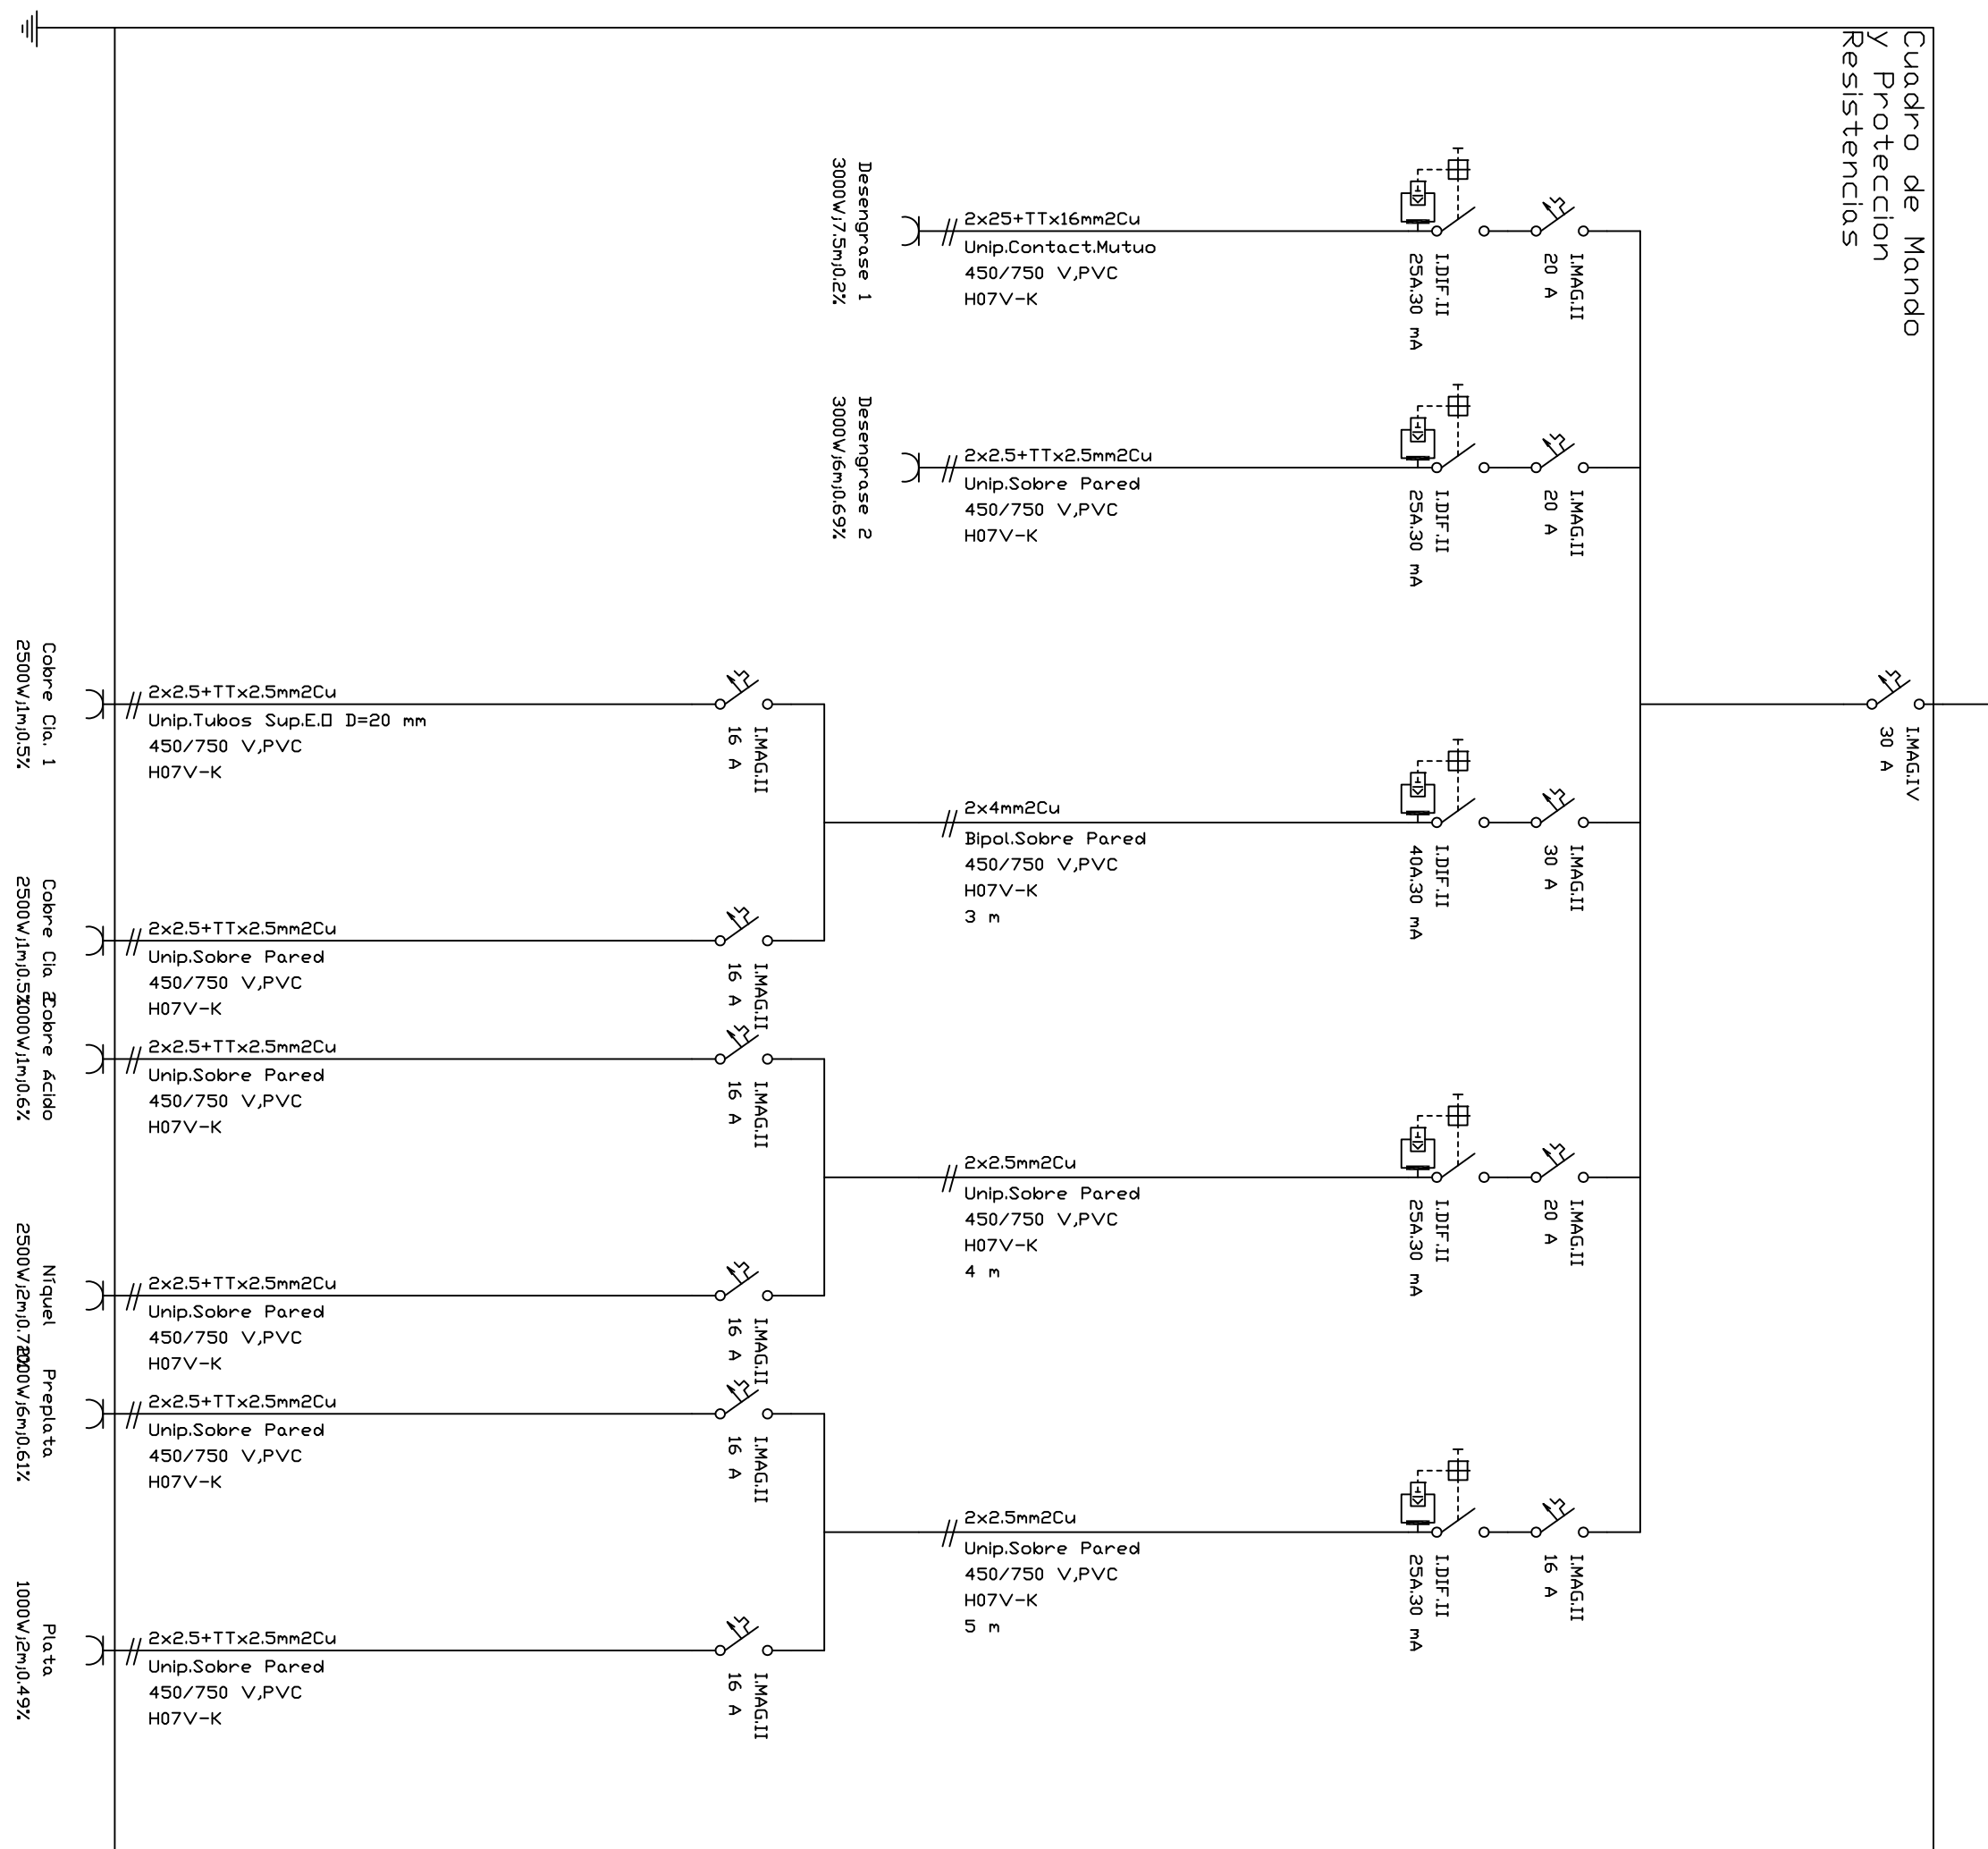 Cuadro de Mando
y Proteccion
Resistencias
I.MAG.IV
30 A
I.MAG.II
20 A
I.DIF.II
25A.30 mA
2x25+TTx16mm2Cu
Unip.Contact.Mutuo
450/750 V,PVC
H07V-K
Desengrase 1
3000W;7.5m;0.2%
I.MAG.II
20 A
I.DIF.II
25A.30 mA
2x2.5+TTx2.5mm2Cu
Unip.Sobre Pared
450/750 V,PVC
H07V-K
Desengrase 2
3000W;6m;0.69%
I.MAG.II
30 A
I.DIF.II
40A.30 mA
2x4mm2Cu
Bipol.Sobre Pared
450/750 V,PVC
H07V-K
3 m
I.MAG.II
16 A
2x2.5+TTx2.5mm2Cu
Unip.Tubos Sup.E.O D=20 mm
450/750 V,PVC
H07V-K
Cobre Cia. 1
2500W;1m;0.5%
I.MAG.II
16 A
2x2.5+TTx2.5mm2Cu
Unip.Sobre Pared
450/750 V,PVC
H07V-K
Cobre Cia 2
2500W;1m;0.5%
I.MAG.II
20 A
I.DIF.II
25A.30 mA
2x2.5mm2Cu
Unip.Sobre Pared
450/750 V,PVC
H07V-K
4 m
I.MAG.II
16 A
2x2.5+TTx2.5mm2Cu
Unip.Sobre Pared
450/750 V,PVC
H07V-K
Cobre Ácido
1000W;1m;0.6%
I.MAG.II
16 A
2x2.5+TTx2.5mm2Cu
Unip.Sobre Pared
450/750 V,PVC
H07V-K
Níquel
I.MAG.II
16 A
I.DIF.II
25A.30 mA
2x2.5mm2Cu
Unip.Sobre Pared
450/750 V,PVC
H07V-K
5 m
I.MAG.II
16 A
2x2.5+TTx2.5mm2Cu
Unip.Sobre Pared
450/750 V,PVC
H07V-K
Preplata
I.MAG.II
16 A
2x2.5+TTx2.5mm2Cu
Unip.Sobre Pared
450/750 V,PVC
H07V-K
Plata
1000W;2m;0.49%